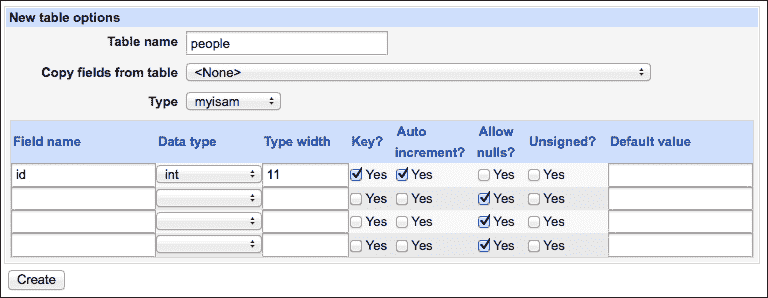 New table options
Table name people
Copy fields from table <None>
Type myisam
Field name Data type Type width Key? Auto increment? Allow nulls? Unsigned? Default value
id int 11 Yes Yes Yes Yes
Yes Yes Yes Yes
Yes Yes Yes Yes
Yes Yes Yes Yes
Create